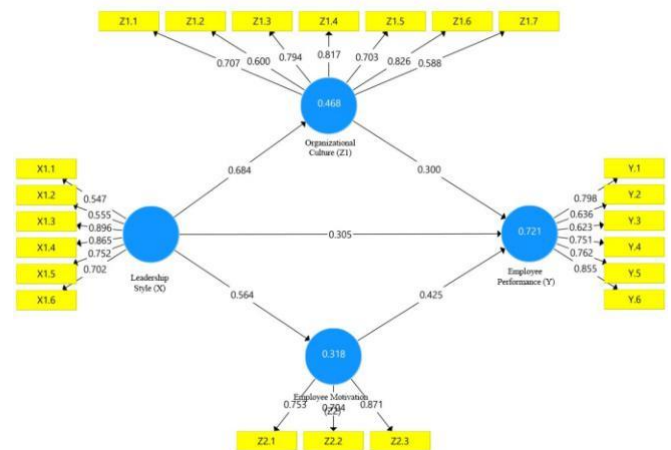 Z1.1 Z1.2 Z1.3 Z1.4 Z1.5 Z1.6 Z1.7
0.707 0.600 0.794 0.817 0.703 0.826 0.588
0.468
Organizational
Culture (Z1)
0.684 0.300
X1.1
X1.2
X1.3
X1.4
X1.5
X1.6
0.547
0.555
0.896
0.865
0.752
0.702
Leadership
Style (X)
0.305
0.721
Employee
Performance (Y)
0.798
0.636
0.623
0.751
0.762
0.855
Y.1
Y.2
Y.3
Y.4
Y.5
Y.6
0.564 0.425
0.318
Employee Motivation
(Z2)
0.753 0.704 0.871
Z2.1 Z2.2 Z2.3